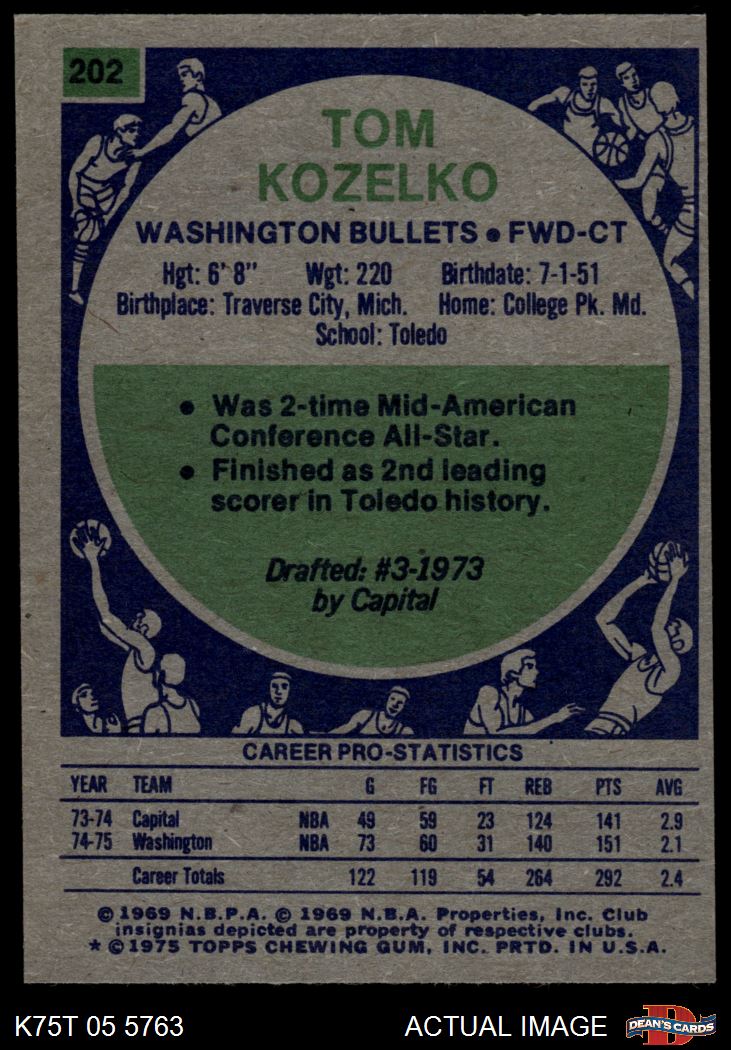 202
TOM
KOZELKO
WASHINGTON BULLETS • FWD-CT
Hgt: 6' 8" Wgt: 220 Birthdate: 7-1-51
Birthplace: Traverse City, Mich. Home: College Pk. Md.
School: Toledo
• Was 2-time Mid-American
Conference All-Star.
• Finished as 2nd leading
scorer in Toledo history.
Drafted: #3-1973
by Capital
CAREER PRO-STATISTICS
YEAR TEAM G FG FT REB PTS AVG
73-74 Capital NBA 49 59 23 124 141 2.9
74-75 Washington NBA 73 60 31 140 151 2.1
Career Totals 122 119 54 264 292 2.4
© 1969 N.B.P.A. © 1969 N.B.A. Properties, Inc. Club
insignias depicted are property of respective clubs.
* © 1975 TOPPS CHEWING GUM, INC. PRTD. IN U.S.A.
K75T 05 5763 ACTUAL IMAGE D DEAN'S CARDS